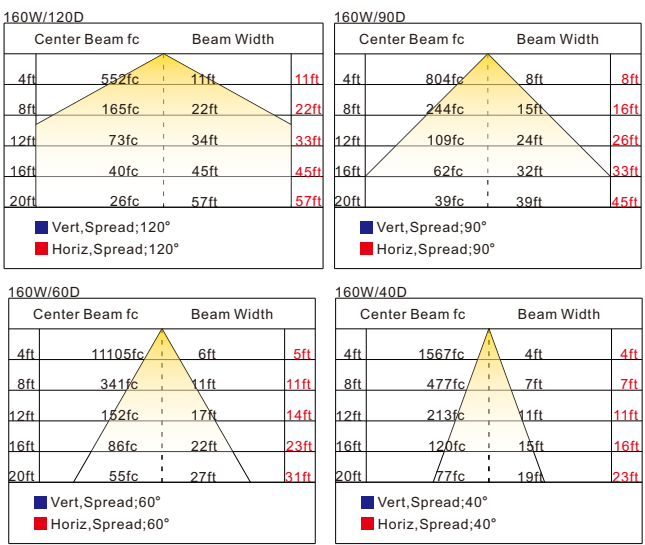 160W/120D
Center Beam fc Beam Width
4ft 552fc 11ft 11ft
8ft 165fc 22ft 22ft
12ft 73fc 34ft 33ft
16ft 40fc 45ft 45ft
20ft 26fc 57ft 57ft
Vert,Spread;120°
Horiz,Spread;120°
160W/90D
Center Beam fc Beam Width
4ft 804fc 8ft 8ft
8ft 244fc 15ft 16ft
12ft 109fc 24ft 26ft
16ft 62fc 32ft 33ft
20ft 39fc 39ft 45ft
Vert,Spread;90°
Horiz,Spread;90°
160W/60D
Center Beam fc Beam Width
4ft 11105fc 6ft 5ft
8ft 341fc 11ft 11ft
12ft 152fc 17ft 14ft
16ft 86fc 22ft 23ft
20ft 55fc 27ft 31ft
Vert,Spread;60°
Horiz,Spread;60°
160W/40D
Center Beam fc Beam Width
4ft 1567fc 4ft 4ft
8ft 477fc 7ft 7ft
12ft 213fc 11ft 11ft
16ft 120fc 15ft 16ft
20ft 77fc 19ft 23ft
Vert,Spread;40°
Horiz,Spread;40°